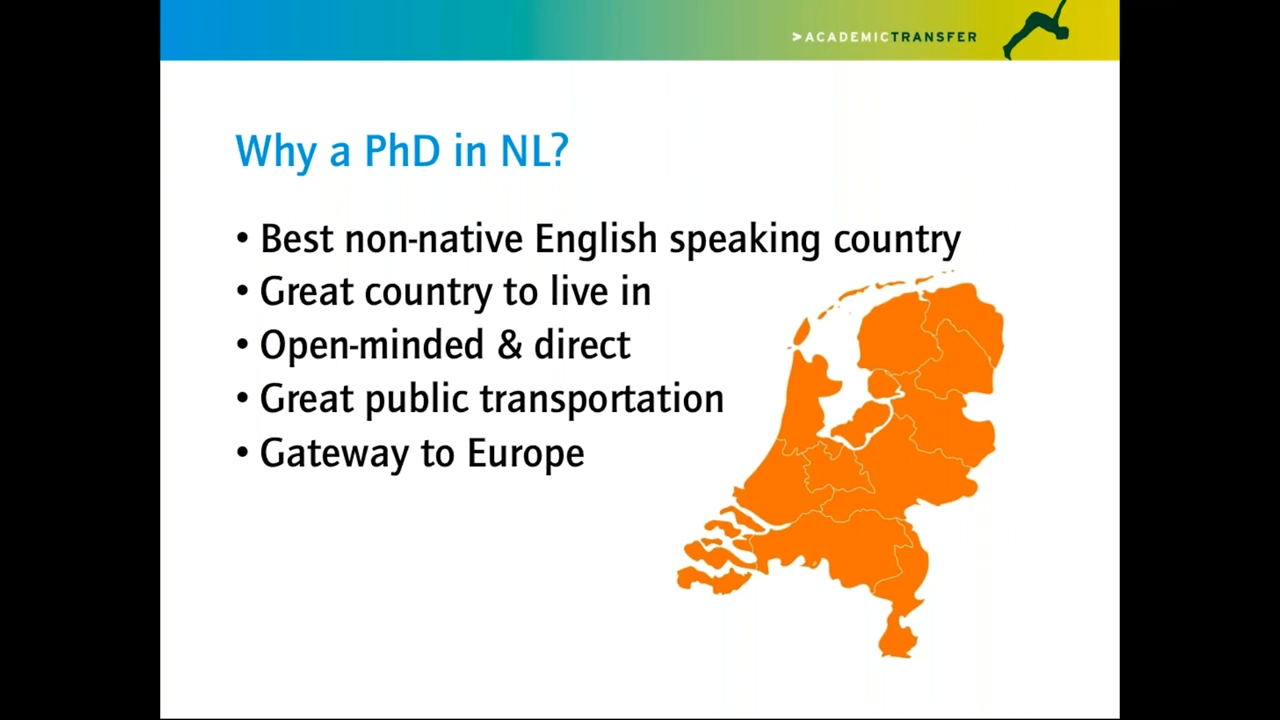 >ACADEMICTRANSFER
Why a PhD in NL?
• Best non-native English speaking country
• Great country to live in
• Open-minded & direct
• Great public transportation
• Gateway to Europe